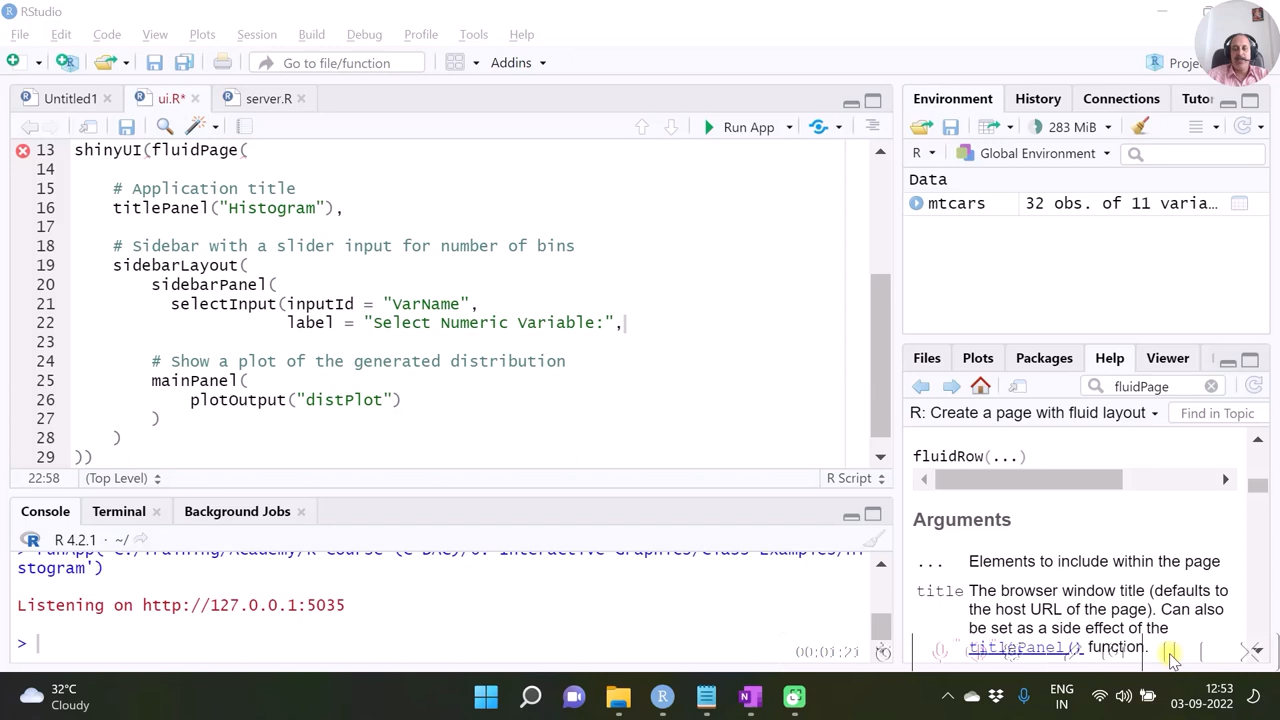 RStudio
File Edit Code View Plots Session Build Debug Profile Tools Help
Go to file/function
Addins
Untitled1
ui.R*
server.R
Run App
13 shinyUI(fluidPage(
14
15 # Application title
16 titlePanel("Histogram"),
17
18 # Sidebar with a slider input for number of bins
19 sidebarLayout(
20 sidebarPanel(
21 selectInput(inputId = "VarName",
22 label = "Select Numeric Variable:",
23
24 # Show a plot of the generated distribution
25 mainPanel(
26 plotOutput("distPlot")
27 )
28 )
29 ))
22:58 (Top Level) R Script
Console Terminal Background Jobs
R 4.2.1 · ~/
stogram')
Listening on http://127.0.0.1:5035
>
00:01:21
Environment History Connections Tuto
283 MiB
R Global Environment
Data
mtcars 32 obs. of 11 varia…
Files Plots Packages Help Viewer
fluidPage
R: Create a page with fluid layout Find in Topic
fluidRow(...)
Arguments
... Elements to include within the page
title The browser window title (defaults to
the host URL of the page). Can also
be set as a side effect of the
titlePanel() function.
32°C
Cloudy
ENG
IN
12:53
03-09-2022